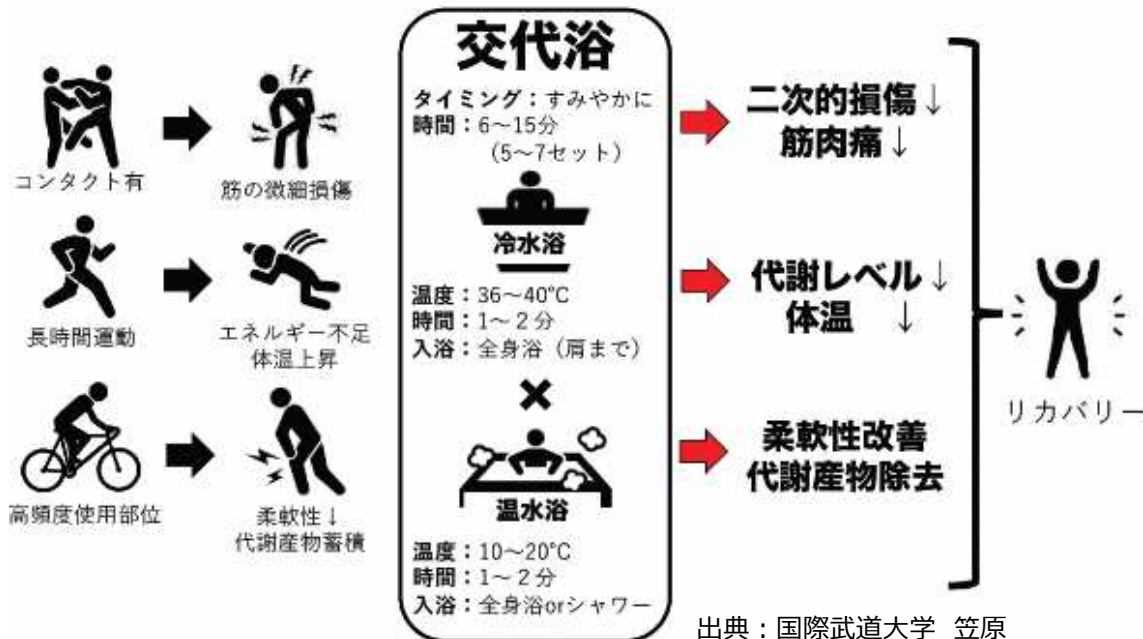 コンタクト有
筋の微細損傷
長時間運動
エネルギー不足
体温上昇
高頻度使用部位
柔軟性↓
代謝産物蓄積
交代浴
タイミング：すみやかに
時間：6～15分
（5～7セット）
冷水浴
温度：36～40℃
時間：1～２分
入浴：全身浴（肩まで）
×
温水浴
温度：10～20℃
時間：1～２分
入浴：全身浴orシャワー
二次的損傷↓
筋肉痛↓
代謝レベル↓
体温 ↓
柔軟性改善
代謝産物除去
リカバリー
出典：国際武道大学 笠原